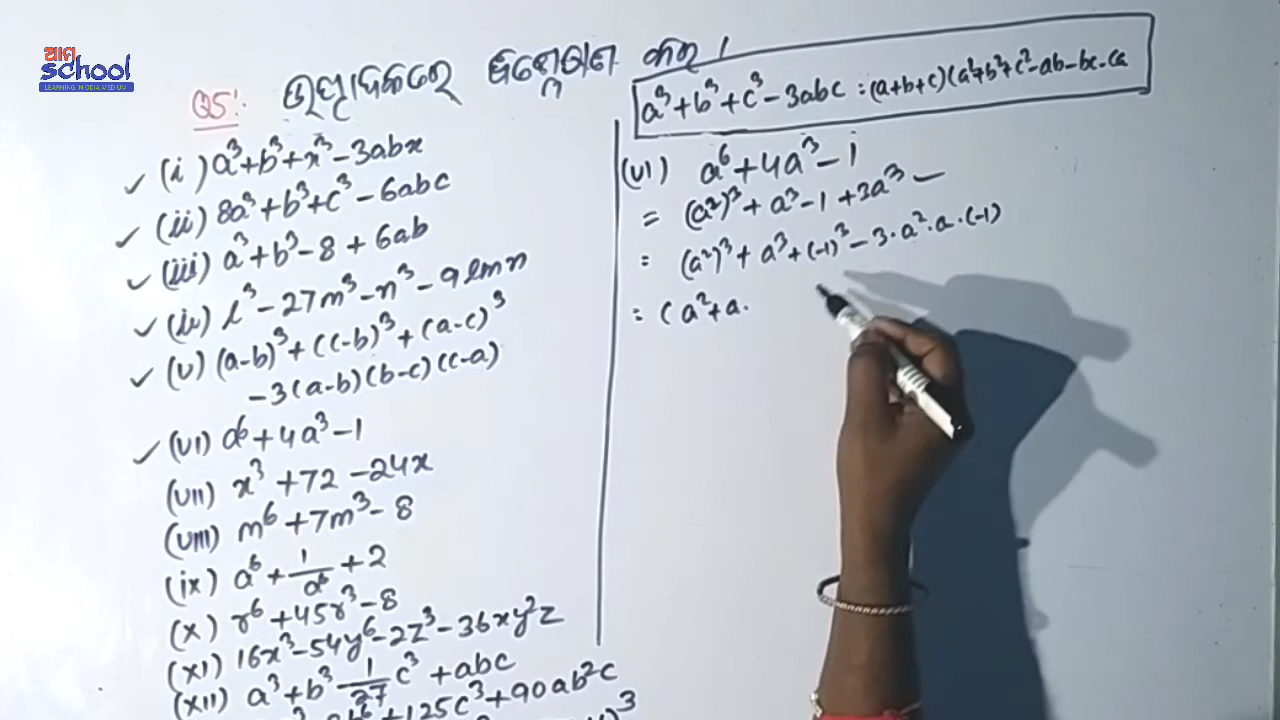 ଆମ
School
LEARNING IN ODIA MEDIUM
Q5: ଉତ୍ପାଦକରେ ବିଶ୍ଳେଷଣ କର ।
(i) a³+b³+x³-3abx
(ii) 8a³+b³+c³-6abc
(iii) a³+b³-8+6ab
(iv) l³-27m³-n³-9lmn
(v) (a-b)³+(c-b)³+(a-c)³
-3(a-b)(b-c)(c-a)
(VI) a⁶+4a³-1
(VII) x³+72-24x
(VIII) m⁶+7m³-8
(ix) a⁶+1/a⁶+2
(X) r⁶+45r³-8
(XI) 16x³-54y⁶-2z³-36xy²z
(XII) a³+b³-1/27c³+abc
+125c³+90ab²c
a³+b³+c³-3abc=(a+b+c)(a²+b²+c²-ab-bc-ca
(VI) a⁶+4a³-1
= (a²)³+a³-1+3a³
= (a²)³+a³+(-1)³-3·a²·a·(-1)
= (a²+a·